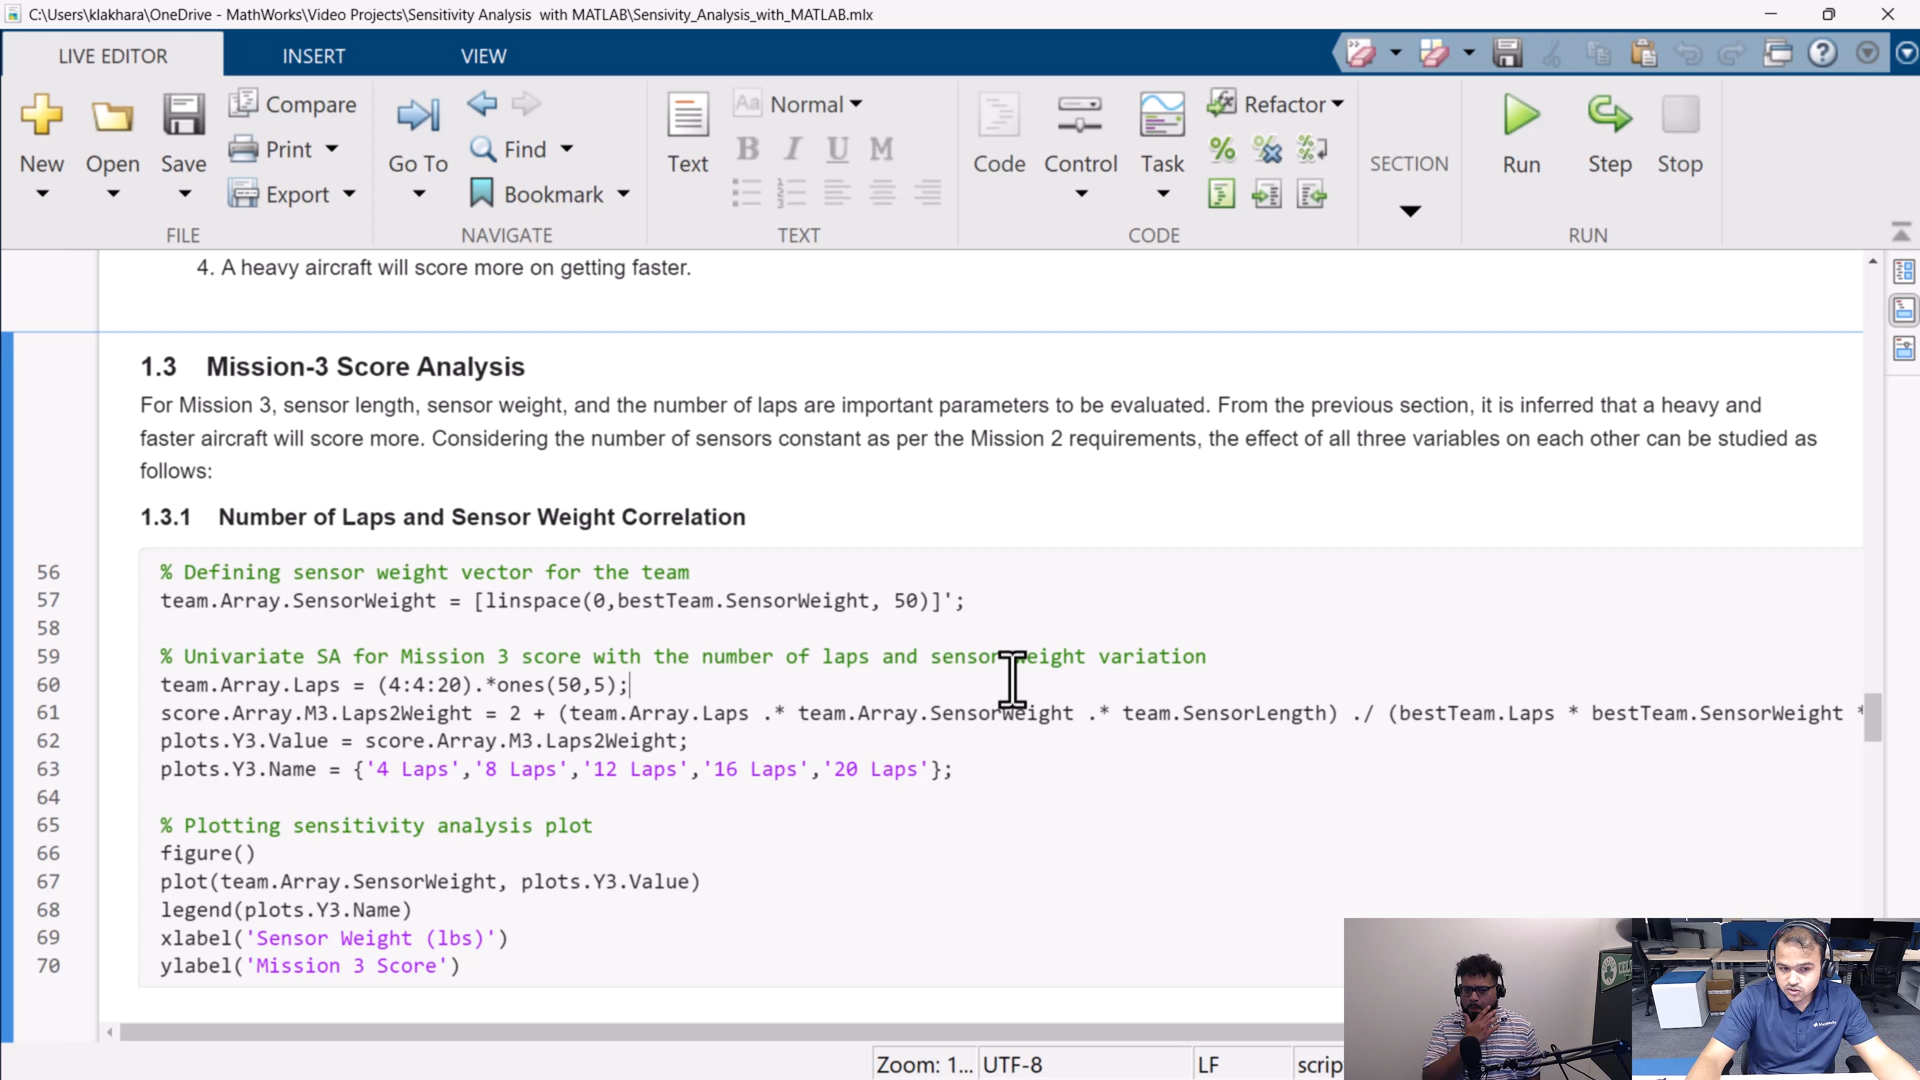 C:\Users\klakhara\OneDrive - MathWorks\Video Projects\Sensitivity Analysis with MATLAB\Sensivity_Analysis_with_MATLAB.mlx
LIVE EDITOR
INSERT
VIEW
New
Open
Save
Compare
Print
Export
FILE
Go To
Find
Bookmark
NAVIGATE
Text
Aa Normal
B I U M
TEXT
Code
Control
Task
Refactor
CODE
SECTION
Run
Step
Stop
RUN
4. A heavy aircraft will score more on getting faster.
1.3 Mission-3 Score Analysis
For Mission 3, sensor length, sensor weight, and the number of laps are important parameters to be evaluated. From the previous section, it is inferred that a heavy and
faster aircraft will score more. Considering the number of sensors constant as per the Mission 2 requirements, the effect of all three variables on each other can be studied as
follows:
1.3.1 Number of Laps and Sensor Weight Correlation
56 % Defining sensor weight vector for the team
57 team.Array.SensorWeight = [linspace(0,bestTeam.SensorWeight, 50)]';
58
59 % Univariate SA for Mission 3 score with the number of laps and sensor weight variation
60 team.Array.Laps = (4:4:20).*ones(50,5);
61 score.Array.M3.Laps2Weight = 2 + (team.Array.Laps .* team.Array.SensorWeight .* team.SensorLength) ./ (bestTeam.Laps * bestTeam.SensorWeight *
62 plots.Y3.Value = score.Array.M3.Laps2Weight;
63 plots.Y3.Name = {'4 Laps','8 Laps','12 Laps','16 Laps','20 Laps'};
64
65 % Plotting sensitivity analysis plot
66 figure()
67 plot(team.Array.SensorWeight, plots.Y3.Value)
68 legend(plots.Y3.Name)
69 xlabel('Sensor Weight (lbs)')
70 ylabel('Mission 3 Score')
Zoom: 1... UTF-8 LF scrip